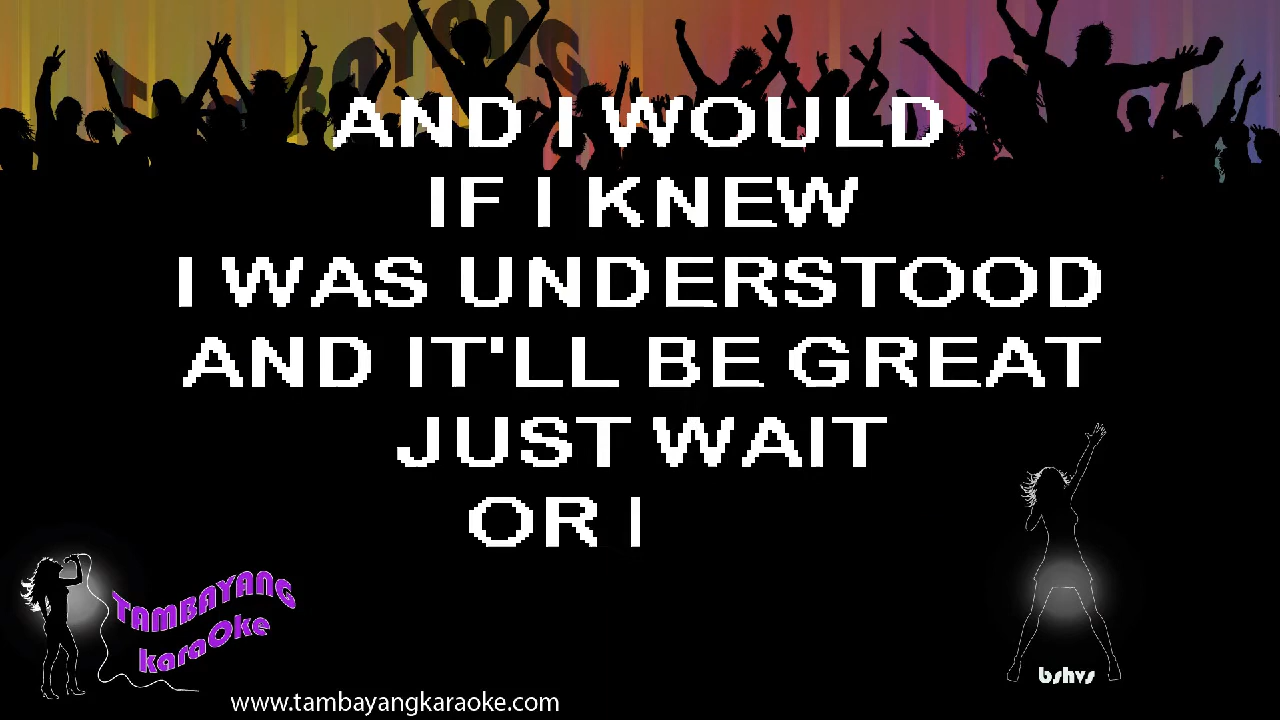 TAMBAYANG
AND I WOULD
IF I KNEW
I WAS UNDERSTOOD
AND IT'LL BE GREAT
JUST WAIT
OR I
TAMBAYANG
karaOke
bshvs
www.tambayangkaraoke.com